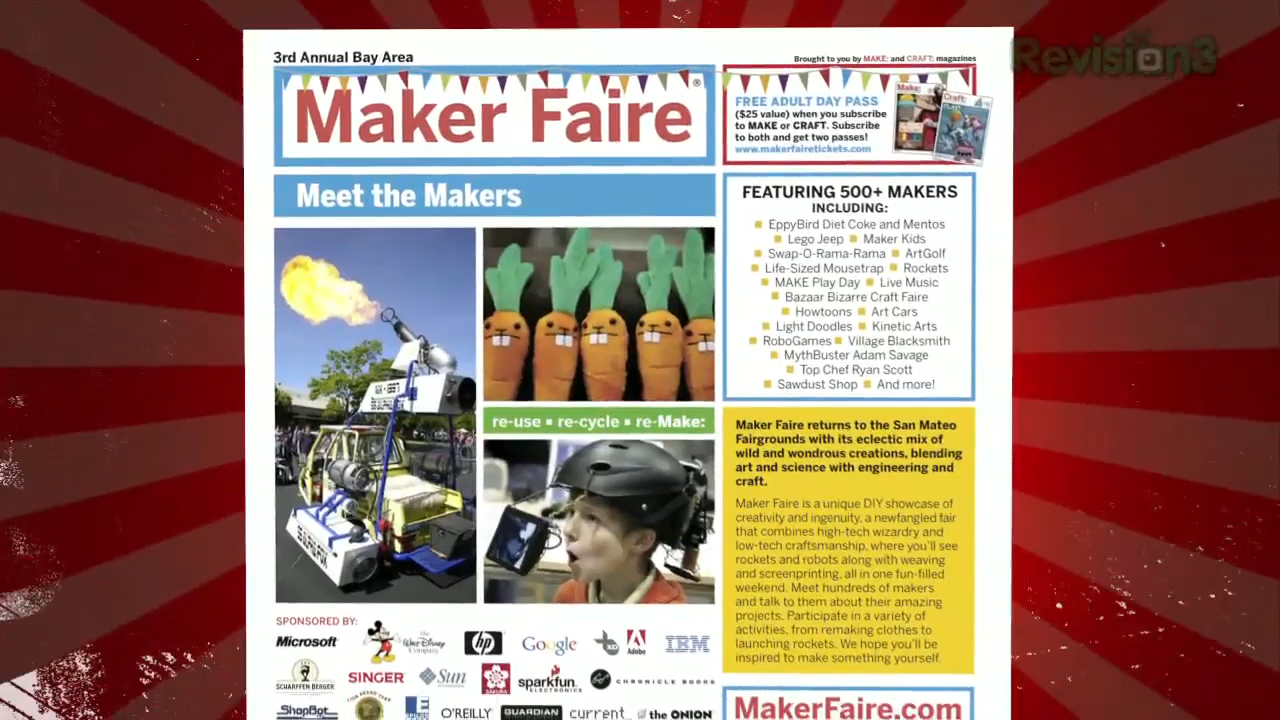 Revision3
3rd Annual Bay Area
Brought to you by MAKE: and CRAFT: magazines
Maker Faire®
FREE ADULT DAY PASS
($25 value) when you subscribe
to MAKE or CRAFT. Subscribe
to both and get two passes!
www.makerfairetickets.com
Make:
Craft:
Meet the Makers
FEATURING 500+ MAKERS
INCLUDING:
EppyBird Diet Coke and Mentos
Lego Jeep ■ Maker Kids
Swap-O-Rama-Rama ■ ArtGolf
Life-Sized Mousetrap ■ Rockets
MAKE Play Day ■ Live Music
Bazaar Bizarre Craft Faire
Howtoons ■ Art Cars
Light Doodles ■ Kinetic Arts
RoboGames ■ Village Blacksmith
MythBuster Adam Savage
Top Chef Ryan Scott
Sawdust Shop ■ And more!
re-use ▪ re-cycle ▪ re-Make:
Maker Faire returns to the San Mateo
Fairgrounds with its eclectic mix of
wild and wondrous creations, blending
art and science with engineering and
craft.
Maker Faire is a unique DIY showcase of
creativity and ingenuity, a newfangled fair
that combines high-tech wizardry and
low-tech craftsmanship, where you'll see
rockets and robots along with weaving
and screenprinting, all in one fun-filled
weekend. Meet hundreds of makers
and talk to them about their amazing
projects. Participate in a variety of
activities, from remaking clothes to
launching rockets. We hope you'll be
inspired to make something yourself.
SPONSORED BY:
Microsoft The Walt Disney Company hp Google Adobe IBM
SCHARFFEN BERGER SINGER Sun SAKURA sparkfun ELECTRONICS CHRONICLE BOOKS
ShopBot O'REILLY GUARDIAN current the ONION
MakerFaire.com